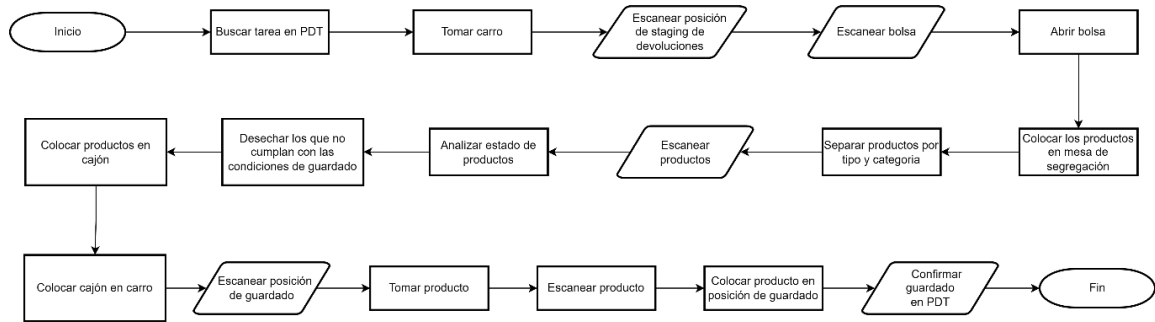 Inicio
Buscar tarea en PDT
Tomar carro
Escanear posición
de staging de
devoluciones
Escanear bolsa
Abrir bolsa
Colocar los productos
en mesa de
segregación
Separar productos por
tipo y categoria
Escanear
productos
Analizar estado de
productos
Desechar los que no
cumplan con las
condiciones de guardado
Colocar productos en
cajón
Colocar cajón en carro
Escanear posición
de guardado
Tomar producto
Escanear producto
Colocar producto en
posición de guardado
Confirmar
guardado
en PDT
Fin